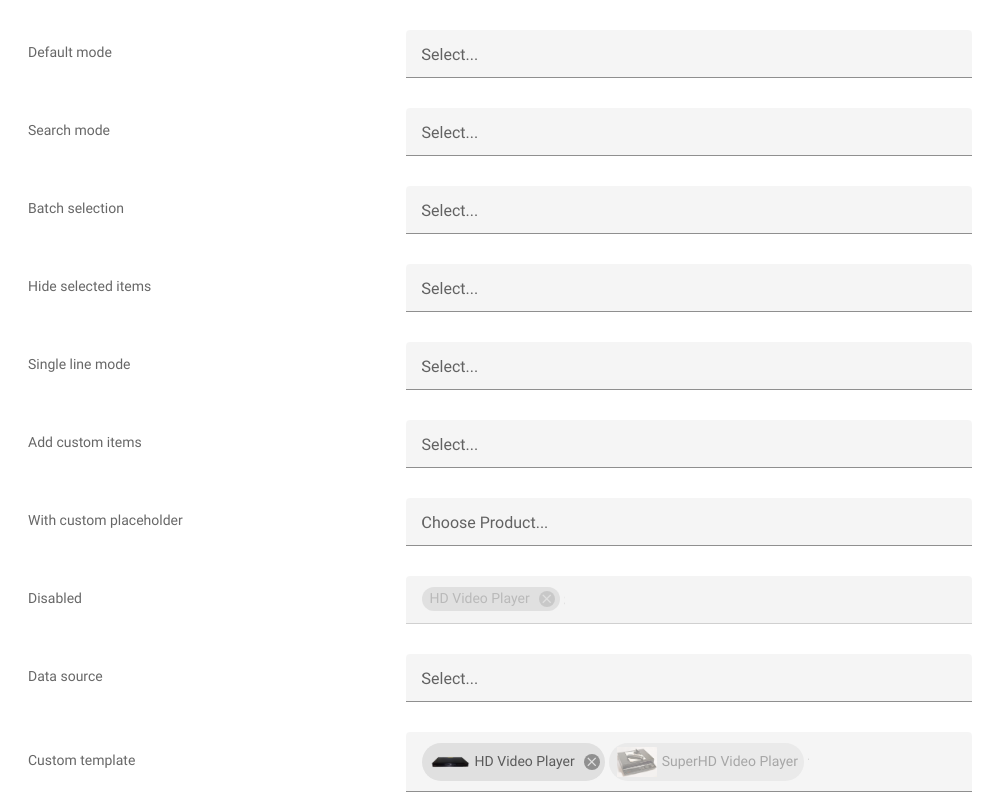 Default mode
Select...
Search mode
Select...
Batch selection
Select...
Hide selected items
Select...
Single line mode
Select...
Add custom items
Select...
With custom placeholder
Choose Product...
Disabled
HD Video Player
Data source
Select...
Custom template
HD Video Player SuperHD Video Player